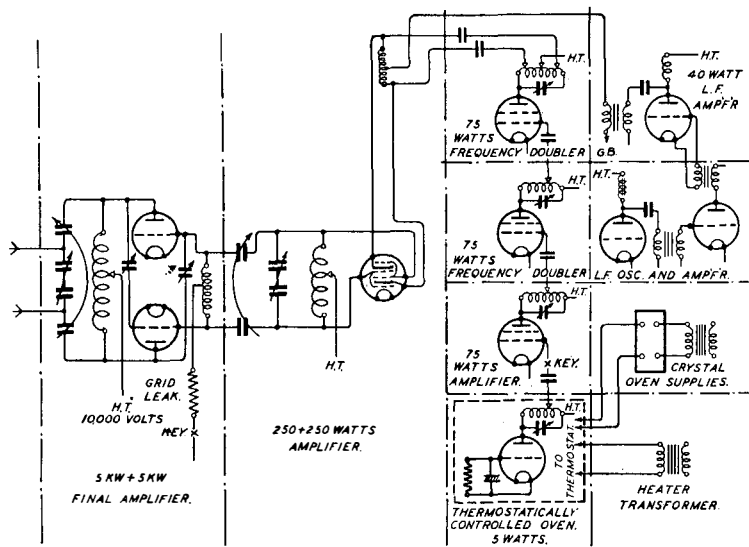 H.T.
H.T.
40 WATT
L.F.
AMPF'R
75
WATTS
FREQUENCY DOUBLER
G.B.
H.T.
H.T.
75
WATTS
FREQUENCY DOUBLER
L.F. OSC. AND AMPF'R.
H.T.
75
WATTS
AMPLIFIER.
KEY.
CRYSTAL
OVEN SUPPLIES.
H.T.
TO
THERMOSTAT.
HEATER
TRANSFORMER.
THERMOSTATICALLY
CONTROLLED OVEN.
5 WATTS.
H.T.
250+250 WATTS
AMPLIFIER.
GRID
LEAK.
H.T.
10,000 VOLTS
KEY
5 KW + 5 KW
FINAL AMPLIFIER.